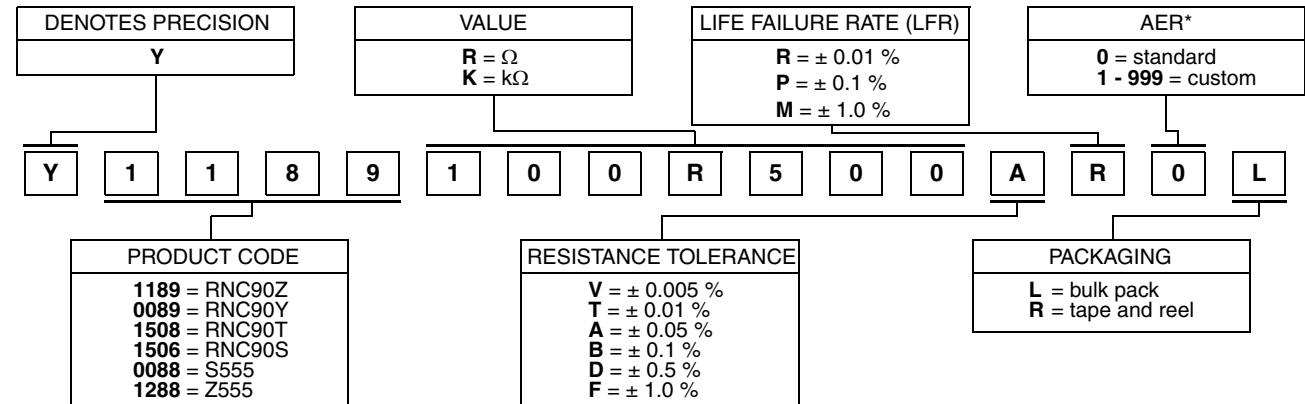 DENOTES PRECISION
Y
VALUE
R = Ω
K = kΩ
LIFE FAILURE RATE (LFR)
R = ± 0.01 %
P = ± 0.1 %
M = ± 1.0 %
AER*
0 = standard
1 - 999 = custom
Y 1 1 8 9 1 0 0 R 5 0 0 A R 0 L
PRODUCT CODE
1189 = RNC90Z
0089 = RNC90Y
1508 = RNC90T
1506 = RNC90S
0088 = S555
1288 = Z555
RESISTANCE TOLERANCE
V = ± 0.005 %
T = ± 0.01 %
A = ± 0.05 %
B = ± 0.1 %
D = ± 0.5 %
F = ± 1.0 %
PACKAGING
L = bulk pack
R = tape and reel